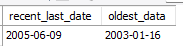 recent_last_date oldest_data
2005-06-09 2003-01-16